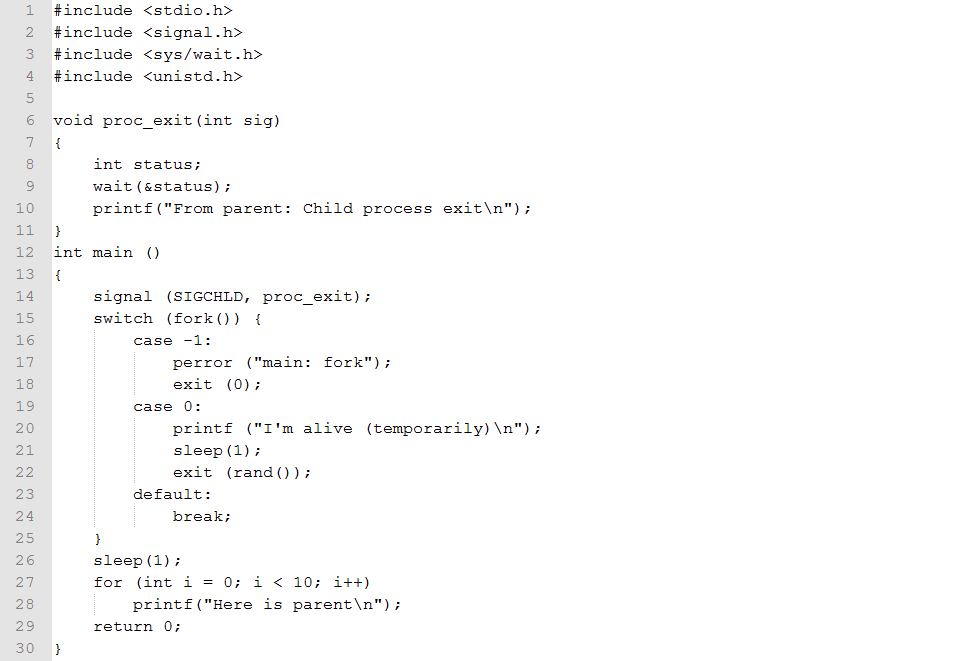 1 #include <stdio.h>
2 #include <signal.h>
3 #include <sys/wait.h>
4 #include <unistd.h>
5
6 void proc_exit(int sig)
7 {
8     int status;
9     wait(&status);
10     printf("From parent: Child process exit\n");
11 }
12 int main ()
13 {
14     signal (SIGCHLD, proc_exit);
15     switch (fork()) {
16         case -1:
17             perror ("main: fork");
18             exit (0);
19         case 0:
20             printf ("I'm alive (temporarily)\n");
21             sleep(1);
22             exit (rand());
23         default:
24             break;
25     }
26     sleep(1);
27     for (int i = 0; i < 10; i++)
28         printf("Here is parent\n");
29     return 0;
30 }